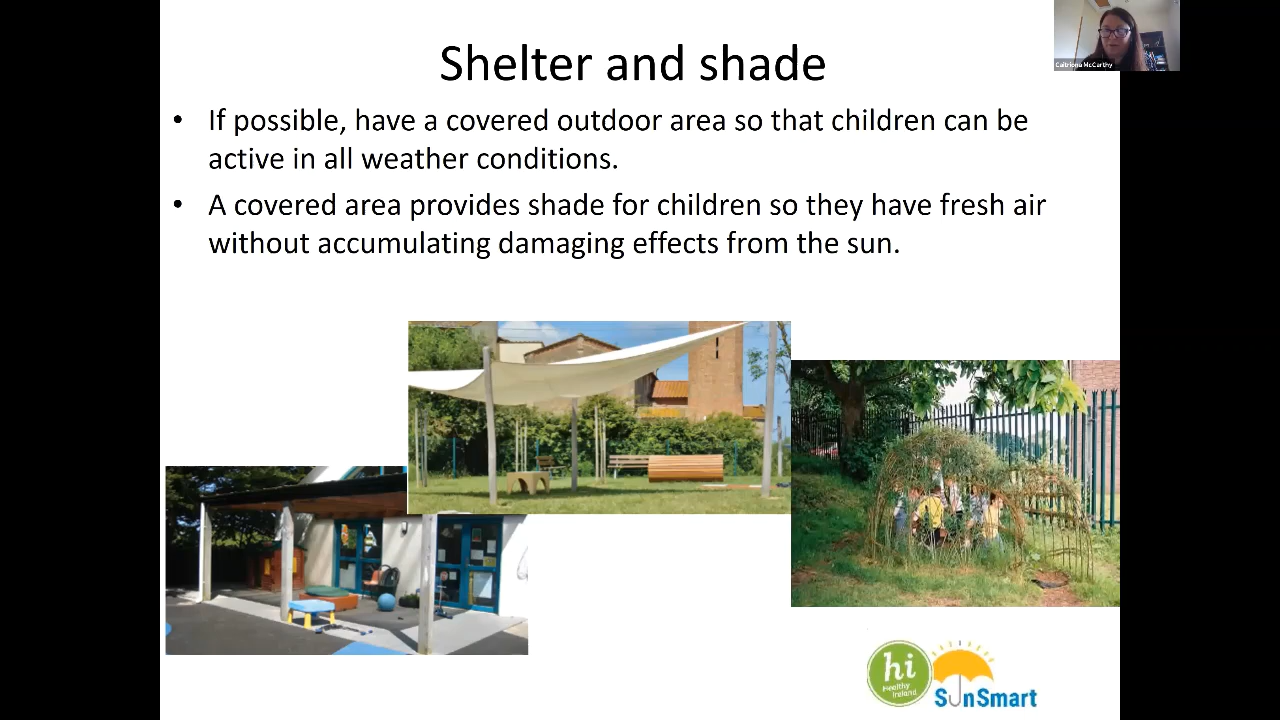 Shelter and shade
Caitriona McCarthy
• If possible, have a covered outdoor area so that children can be
active in all weather conditions.
• A covered area provides shade for children so they have fresh air
without accumulating damaging effects from the sun.
hi
Healthy
Ireland
SunSmart